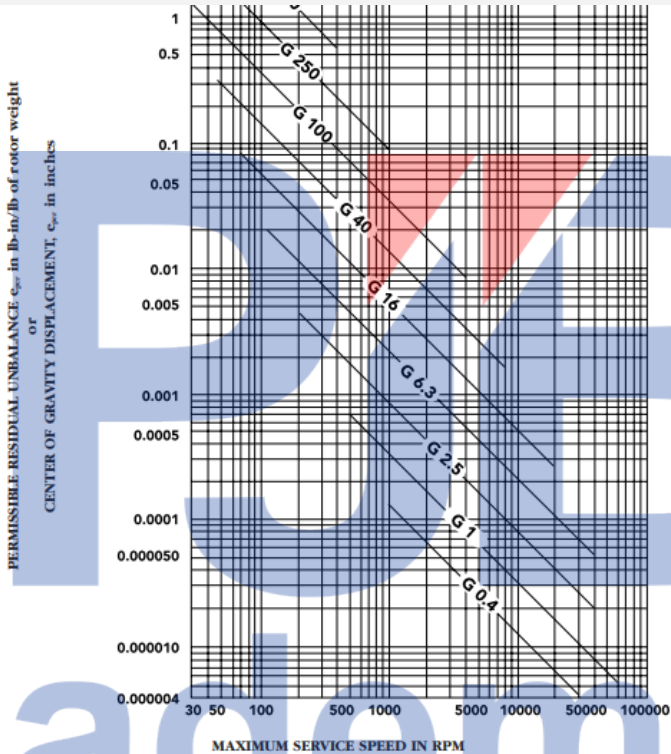 PERMISSIBLE RESIDUAL UNBALANCE eper in lb-in/lb of rotor weight
or
CENTER OF GRAVITY DISPLACEMENT, eper in inches
1
0.5
0.1
0.05
0.01
0.005
0.001
0.0005
0.0001
0.000050
0.000010
0.000004
G 250
G 100
G 40
G 16
G 6.3
G 2.5
G 1
G 0.4
30 50 100 500 1000 5000 10000 50000 100000
MAXIMUM SERVICE SPEED IN RPM
PJE
adem